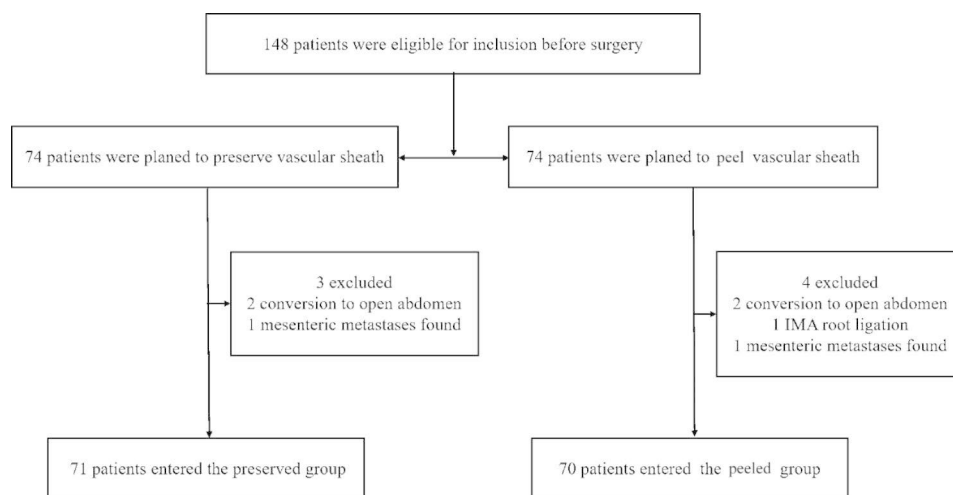 148 patients were eligible for inclusion before surgery
74 patients were planed to preserve vascular sheath
74 patients were planed to peel vascular sheath
3 excluded
2 conversion to open abdomen
1 mesenteric metastases found
4 excluded
2 conversion to open abdomen
1 IMA root ligation
1 mesenteric metastases found
71 patients entered the preserved group
70 patients entered the peeled group